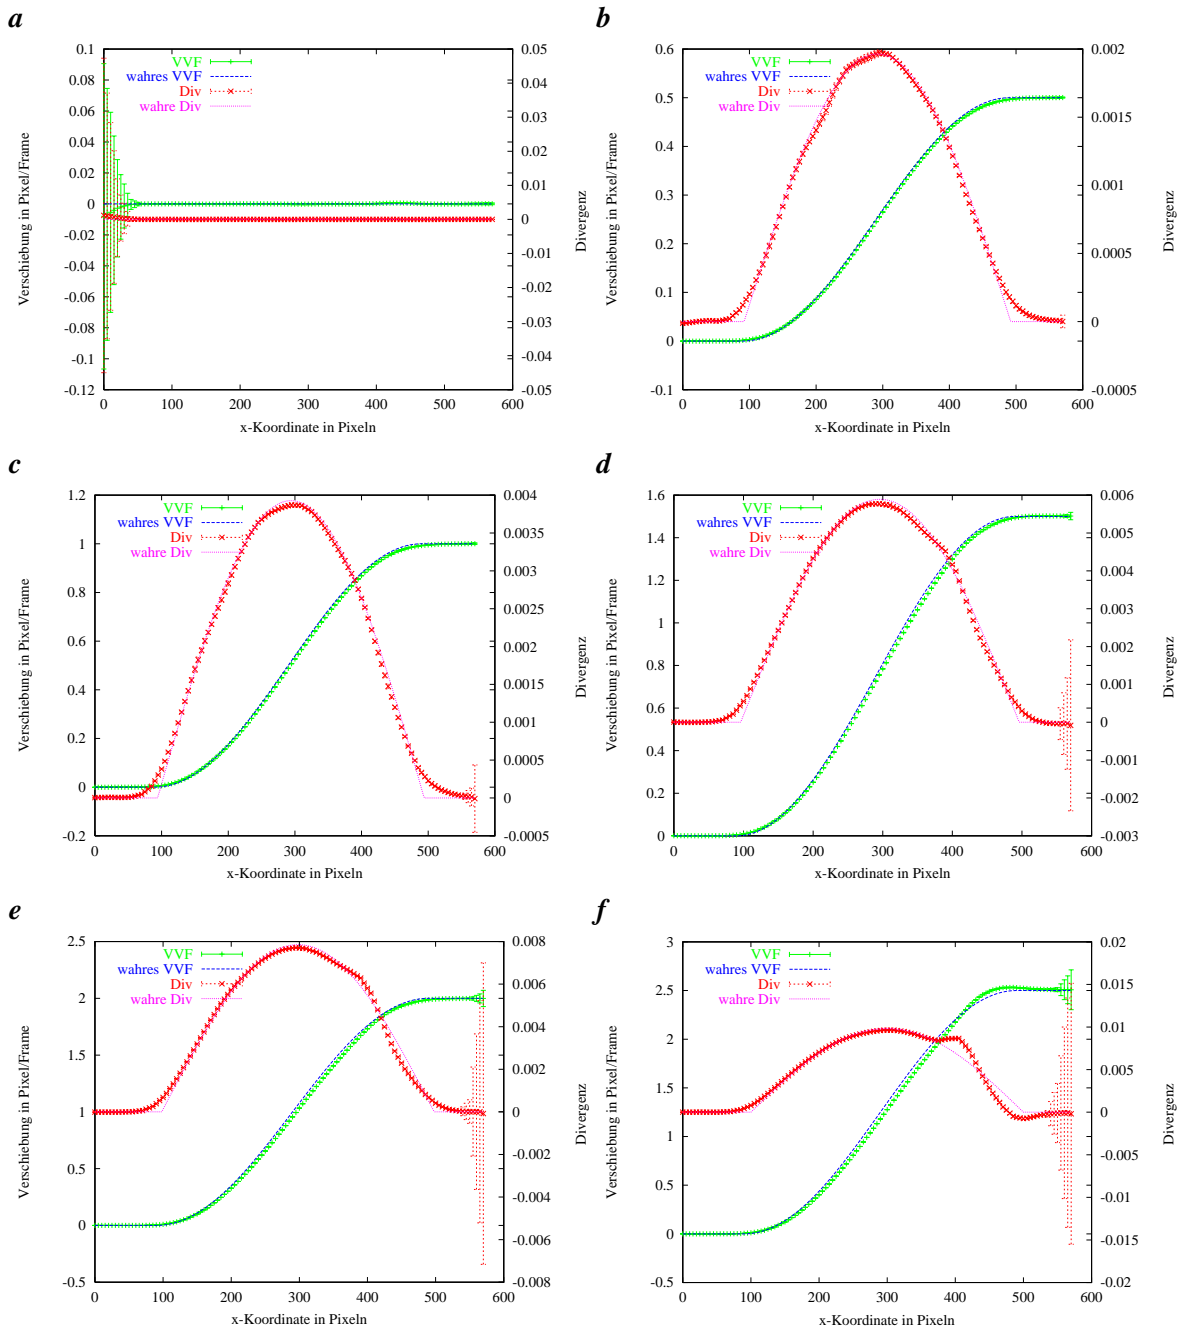 a
0.1
0.08
0.06
0.04
0.02
0
-0.02
-0.04
-0.06
-0.08
-0.1
-0.12
0 100 200 300 400 500 600
0.05
0.04
0.03
0.02
0.01
0
-0.01
-0.02
-0.03
-0.04
-0.05
Verschiebung in Pixel/Frame
Divergenz
x-Koordinate in Pixeln
VVF
wahres VVF
Div
wahre Div
b
0.6
0.5
0.4
0.3
0.2
0.1
0
-0.1
0 100 200 300 400 500 600
0.002
0.0015
0.001
0.0005
0
-0.0005
Verschiebung in Pixel/Frame
Divergenz
x-Koordinate in Pixeln
VVF
wahres VVF
Div
wahre Div
c
1.2
1
0.8
0.6
0.4
0.2
0
-0.2
0 100 200 300 400 500 600
0.004
0.0035
0.003
0.0025
0.002
0.0015
0.001
0.0005
0
-0.0005
Verschiebung in Pixel/Frame
Divergenz
x-Koordinate in Pixeln
VVF
wahres VVF
Div
wahre Div
d
1.6
1.4
1.2
1
0.8
0.6
0.4
0.2
0
0 100 200 300 400 500 600
0.006
0.005
0.004
0.003
0.002
0.001
0
-0.001
-0.002
-0.003
Verschiebung in Pixel/Frame
Divergenz
x-Koordinate in Pixeln
VVF
wahres VVF
Div
wahre Div
e
2.5
2
1.5
1
0.5
0
-0.5
0 100 200 300 400 500 600
0.008
0.006
0.004
0.002
0
-0.002
-0.004
-0.006
-0.008
Verschiebung in Pixel/Frame
Divergenz
x-Koordinate in Pixeln
VVF
wahres VVF
Div
wahre Div
f
3
2.5
2
1.5
1
0.5
0
-0.5
0 100 200 300 400 500 600
0.02
0.015
0.01
0.005
0
-0.005
-0.01
-0.015
-0.02
Verschiebung in Pixel/Frame
Divergenz
x-Koordinate in Pixeln
VVF
wahres VVF
Div
wahre Div